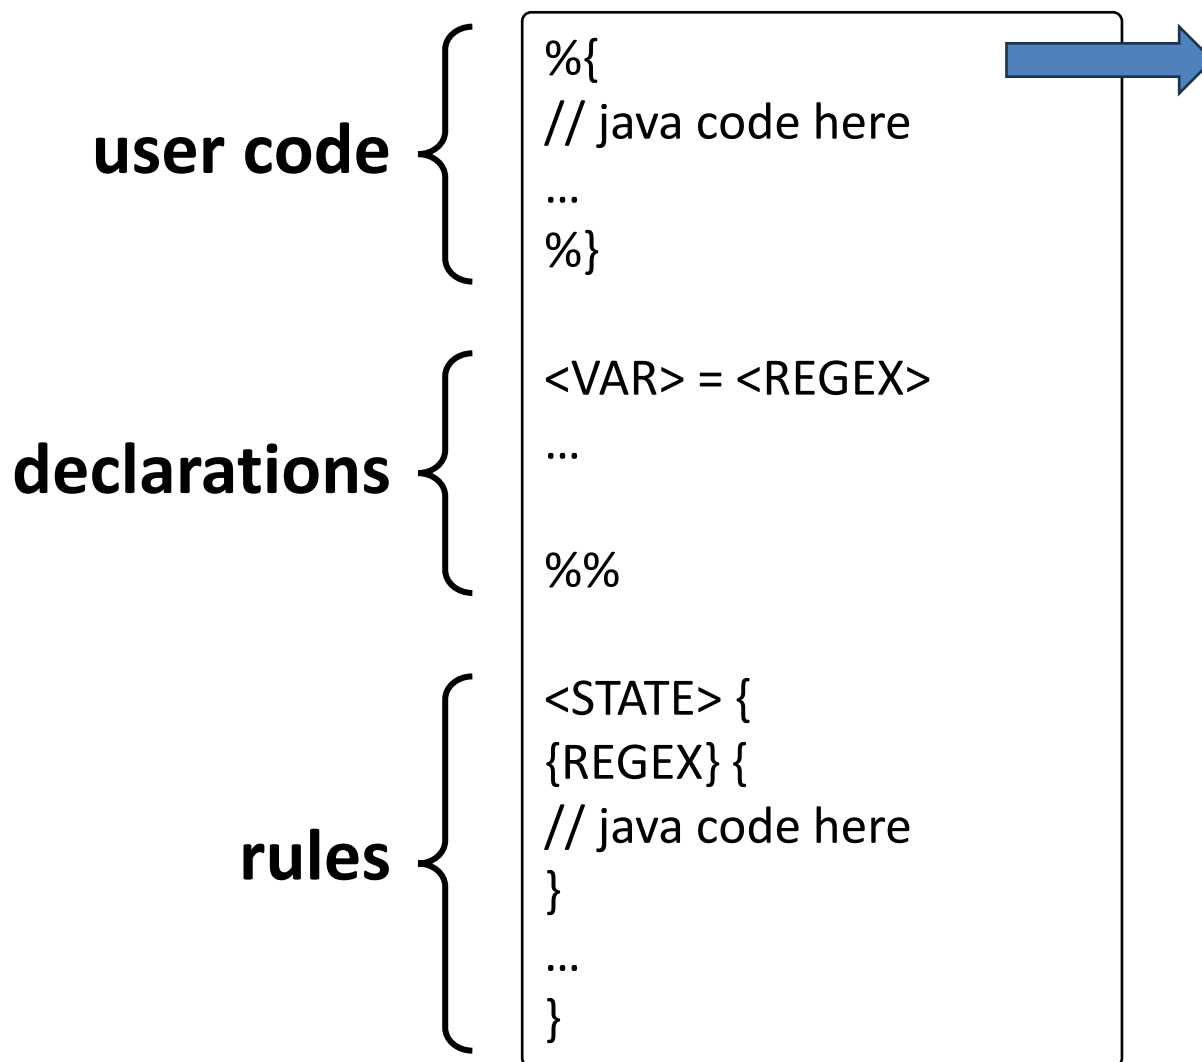 user code
%{
// java code here
…
%}
declarations
<VAR> = <REGEX>
…
%%
rules
<STATE> {
{REGEX} {
// java code here
}
…
}